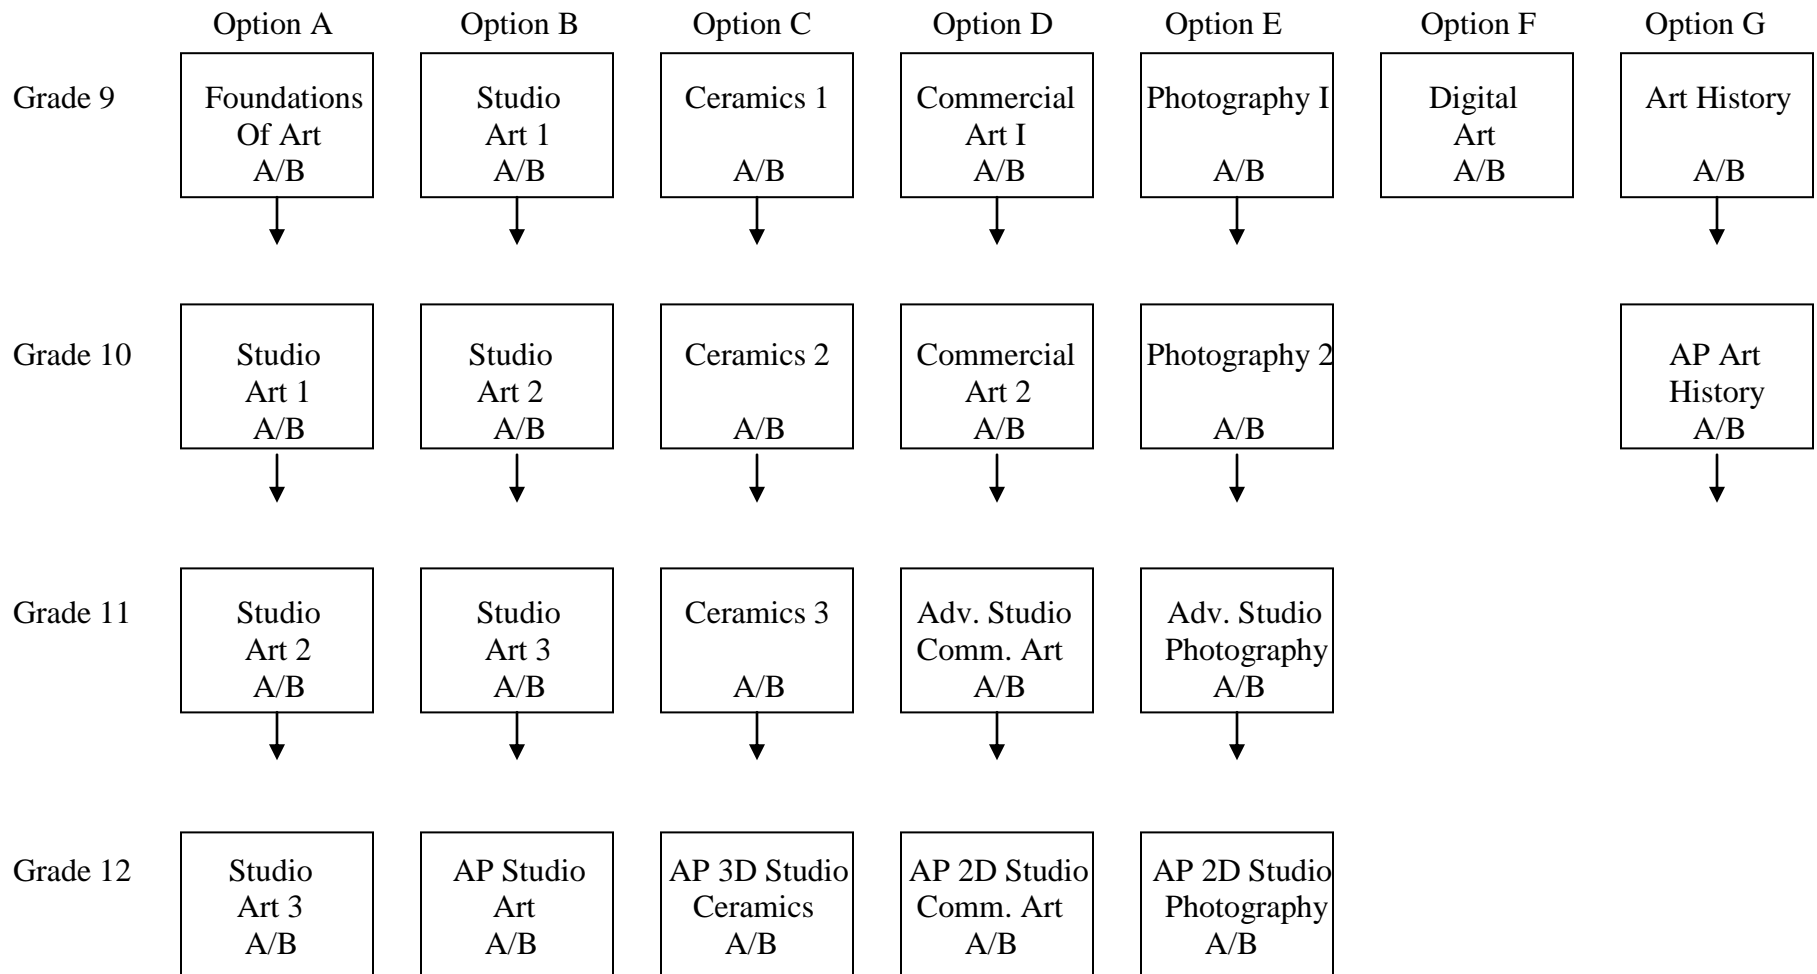 Option A Option B Option C Option D Option E Option F Option G
Grade 9
Foundations
Of Art
A/B
Studio
Art 1
A/B
Ceramics 1
A/B
Commercial
Art I
A/B
Photography I
A/B
Digital
Art
A/B
Art History
A/B
Grade 10
Studio
Art 1
A/B
Studio
Art 2
A/B
Ceramics 2
A/B
Commercial
Art 2
A/B
Photography 2
A/B
AP Art
History
A/B
Grade 11
Studio
Art 2
A/B
Studio
Art 3
A/B
Ceramics 3
A/B
Adv. Studio
Comm. Art
A/B
Adv. Studio
Photography
A/B
Grade 12
Studio
Art 3
A/B
AP Studio
Art
A/B
AP 3D Studio
Ceramics
A/B
AP 2D Studio
Comm. Art
A/B
AP 2D Studio
Photography
A/B